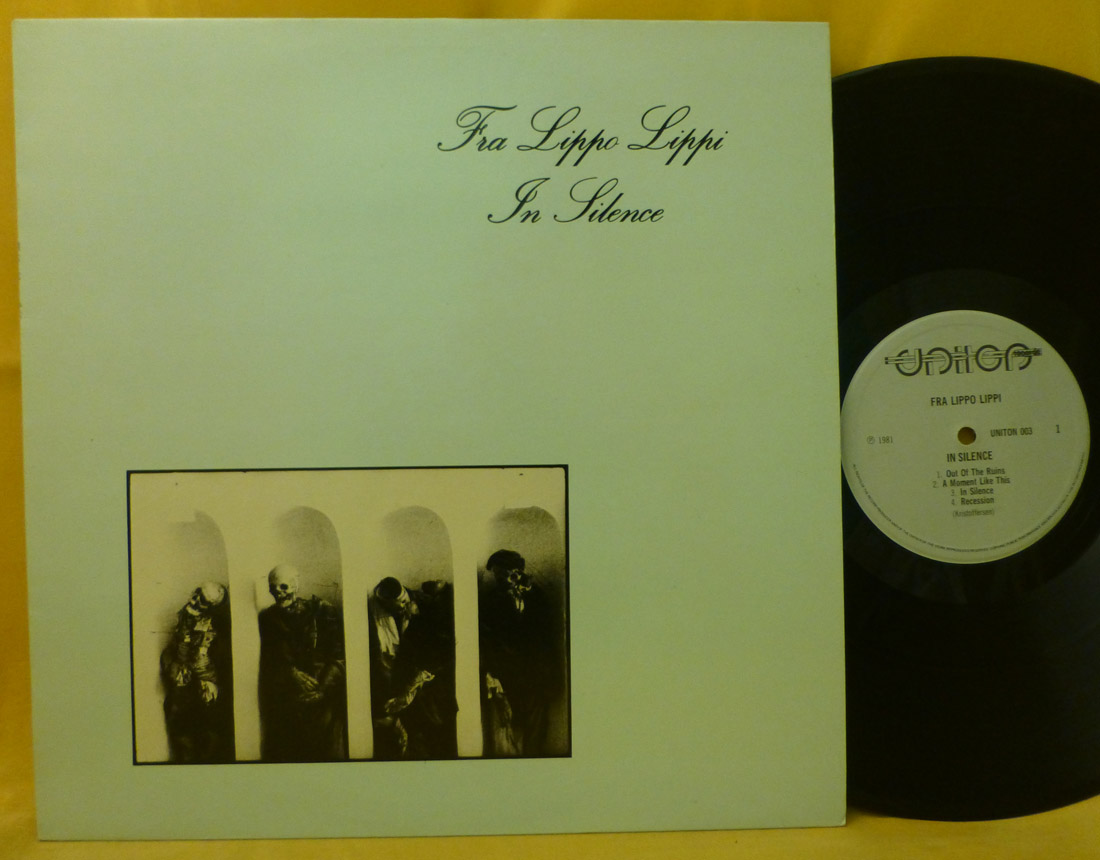 Fra Lippo Lippi
In Silence
UNITON
FRA LIPPO LIPPI
℗ 1981
UNITON 003 1
IN SILENCE
1. Out Of The Ruins
2. A Moment Like This
3. In Silence
4. Recession
(Kristoffersen)